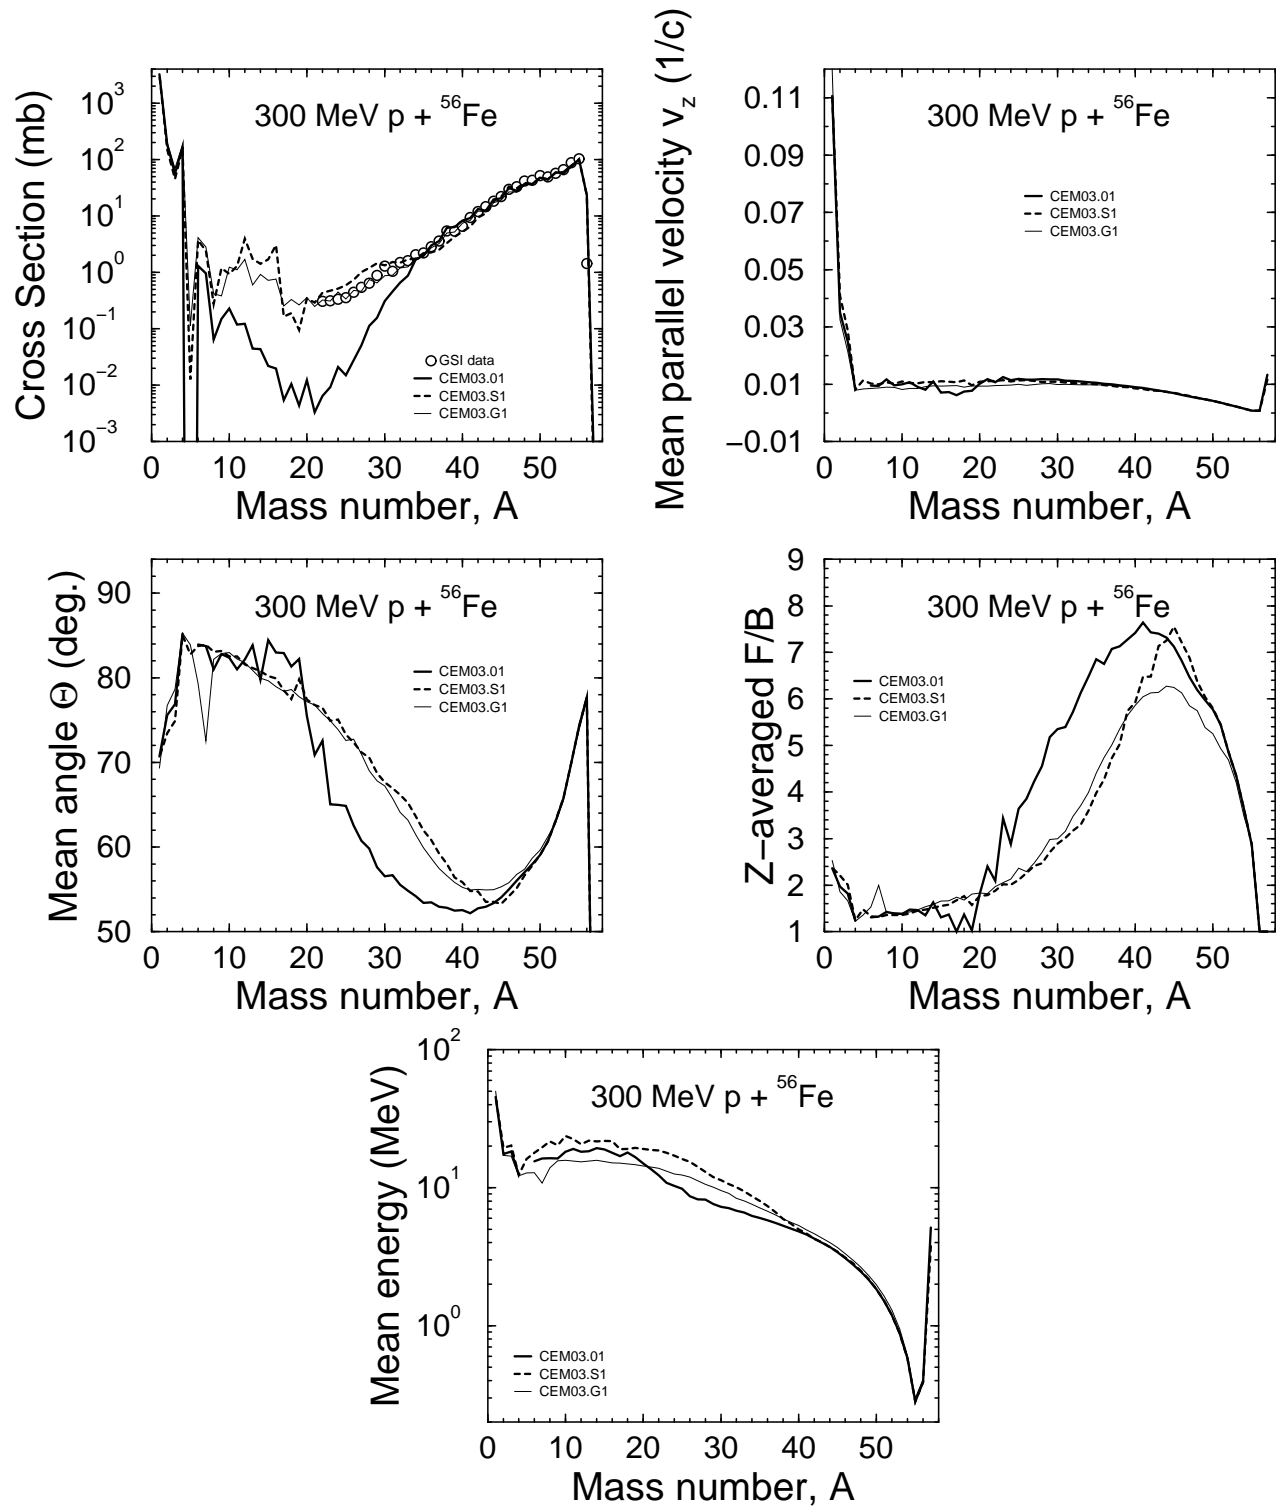 Cross Section (mb)
10^3
10^2
10^1
10^0
10^−1
10^−2
10^−3
300 MeV p + ^56Fe
GSI data
CEM03.01
CEM03.S1
CEM03.G1
0 10 20 30 40 50
Mass number, A
Mean parallel velocity v_z (1/c)
0.11
0.09
0.07
0.05
0.03
0.01
−0.01
300 MeV p + ^56Fe
CEM03.01
CEM03.S1
CEM03.G1
0 10 20 30 40 50
Mass number, A
Mean angle Θ (deg.)
90
80
70
60
50
300 MeV p + ^56Fe
CEM03.01
CEM03.S1
CEM03.G1
0 10 20 30 40 50
Mass number, A
Z−averaged F/B
9
8
7
6
5
4
3
2
1
300 MeV p + ^56Fe
CEM03.01
CEM03.S1
CEM03.G1
0 10 20 30 40 50
Mass number, A
Mean energy (MeV)
10^2
10^1
10^0
300 MeV p + ^56Fe
CEM03.01
CEM03.S1
CEM03.G1
0 10 20 30 40 50
Mass number, A